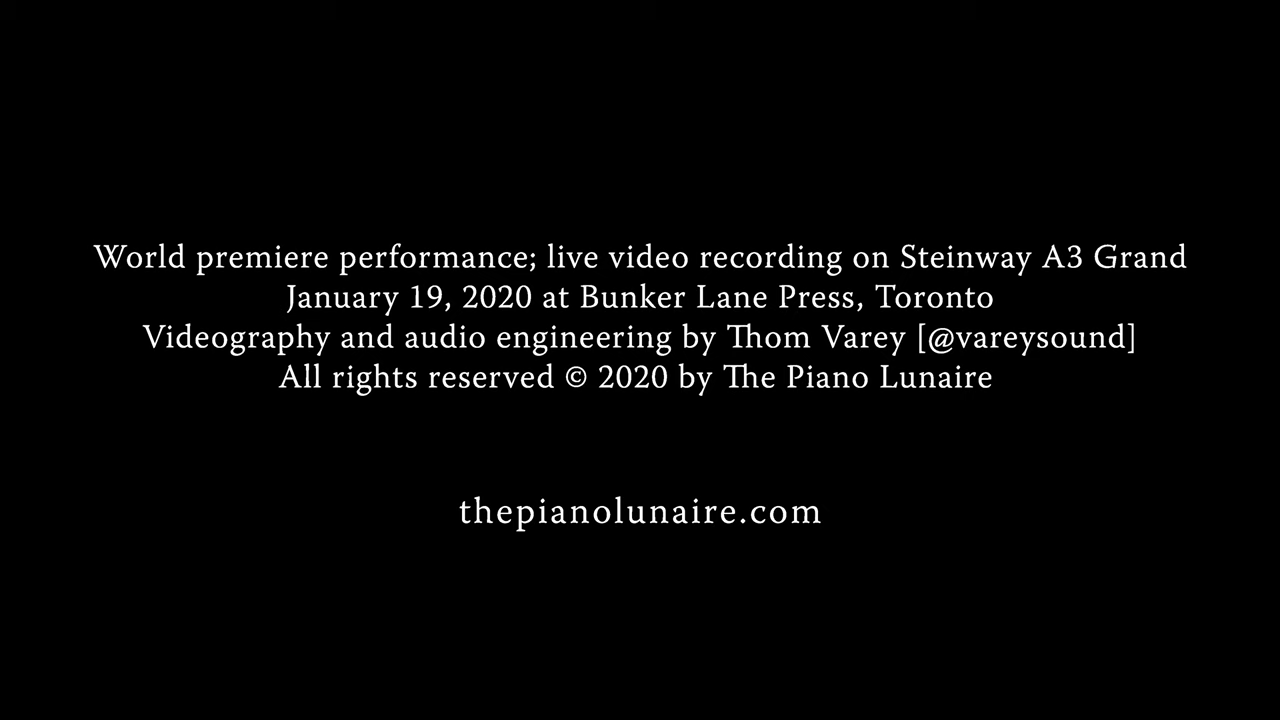 World premiere performance; live video recording on Steinway A3 Grand
January 19, 2020 at Bunker Lane Press, Toronto
Videography and audio engineering by Thom Varey [@vareysound]
All rights reserved © 2020 by The Piano Lunaire
thepianolunaire.com